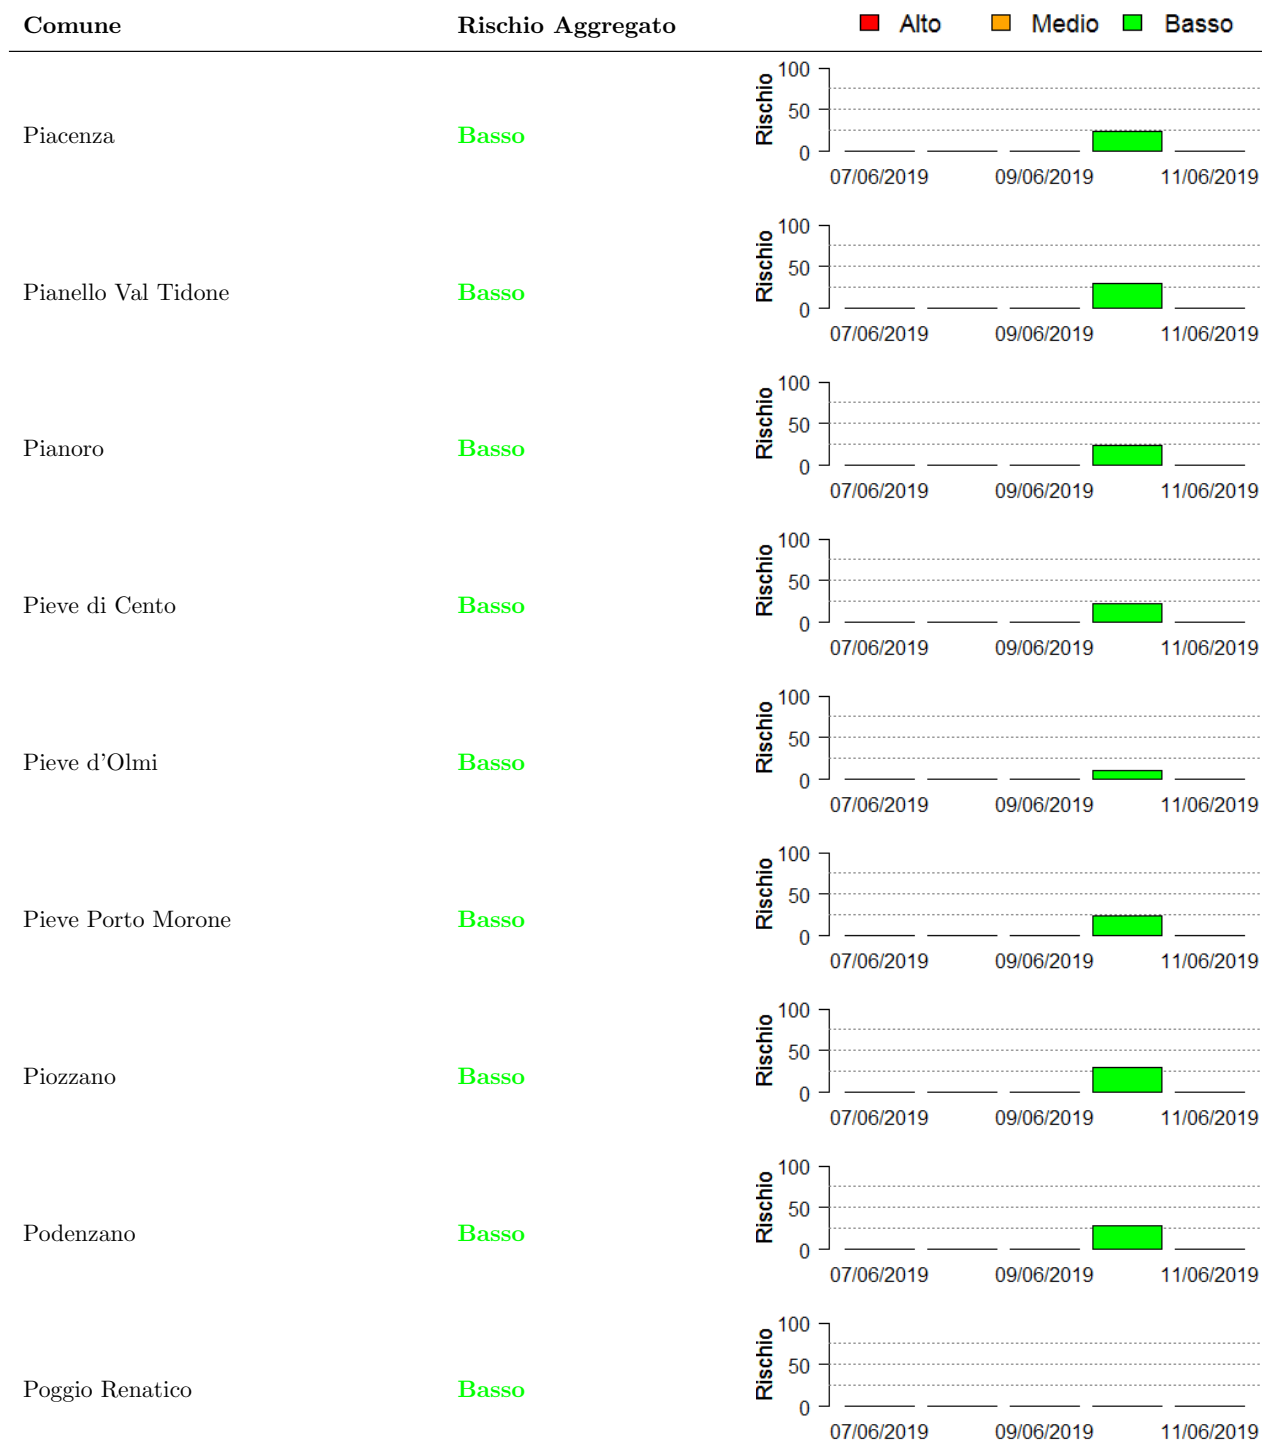 Comune Rischio Aggregato Alto Medio Basso
Piacenza Basso Rischio 100 50 0
07/06/2019 09/06/2019 11/06/2019
Pianello Val Tidone Basso Rischio 100 50 0
07/06/2019 09/06/2019 11/06/2019
Pianoro Basso Rischio 100 50 0
07/06/2019 09/06/2019 11/06/2019
Pieve di Cento Basso Rischio 100 50 0
07/06/2019 09/06/2019 11/06/2019
Pieve d'Olmi Basso Rischio 100 50 0
07/06/2019 09/06/2019 11/06/2019
Pieve Porto Morone Basso Rischio 100 50 0
07/06/2019 09/06/2019 11/06/2019
Piozzano Basso Rischio 100 50 0
07/06/2019 09/06/2019 11/06/2019
Podenzano Basso Rischio 100 50 0
07/06/2019 09/06/2019 11/06/2019
Poggio Renatico Basso Rischio 100 50 0
07/06/2019 09/06/2019 11/06/2019